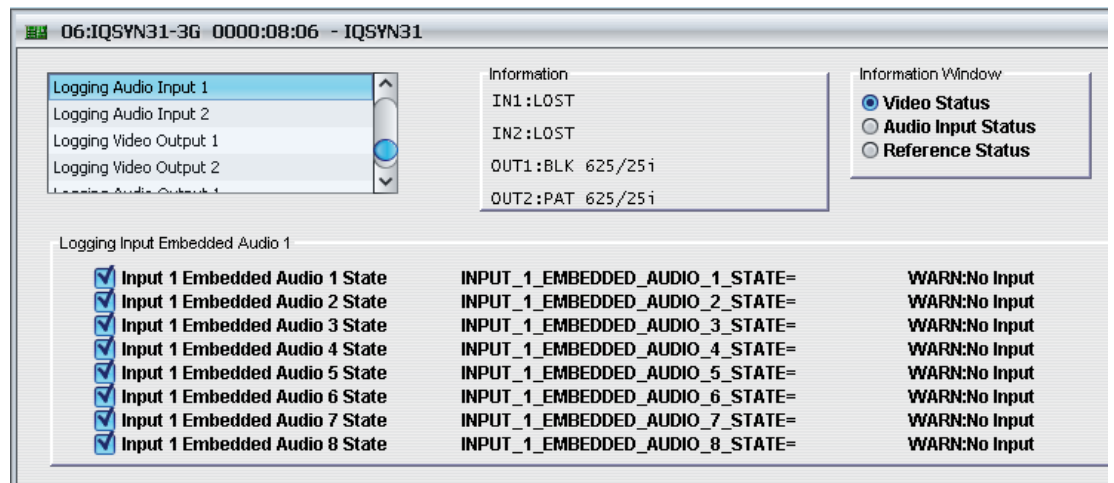 06:IQSYN31-3G 0000:08:06 - IQSYN31
Logging Audio Input 1
Logging Audio Input 2
Logging Video Output 1
Logging Video Output 2
Logging Audio Output 1
Information
IN1:LOST
IN2:LOST
OUT1:BLK 625/25i
OUT2:PAT 625/25i
Information Window
Video Status
Audio Input Status
Reference Status
Logging Input Embedded Audio 1
Input 1 Embedded Audio 1 State INPUT_1_EMBEDDED_AUDIO_1_STATE= WARN:No Input
Input 1 Embedded Audio 2 State INPUT_1_EMBEDDED_AUDIO_2_STATE= WARN:No Input
Input 1 Embedded Audio 3 State INPUT_1_EMBEDDED_AUDIO_3_STATE= WARN:No Input
Input 1 Embedded Audio 4 State INPUT_1_EMBEDDED_AUDIO_4_STATE= WARN:No Input
Input 1 Embedded Audio 5 State INPUT_1_EMBEDDED_AUDIO_5_STATE= WARN:No Input
Input 1 Embedded Audio 6 State INPUT_1_EMBEDDED_AUDIO_6_STATE= WARN:No Input
Input 1 Embedded Audio 7 State INPUT_1_EMBEDDED_AUDIO_7_STATE= WARN:No Input
Input 1 Embedded Audio 8 State INPUT_1_EMBEDDED_AUDIO_8_STATE= WARN:No Input